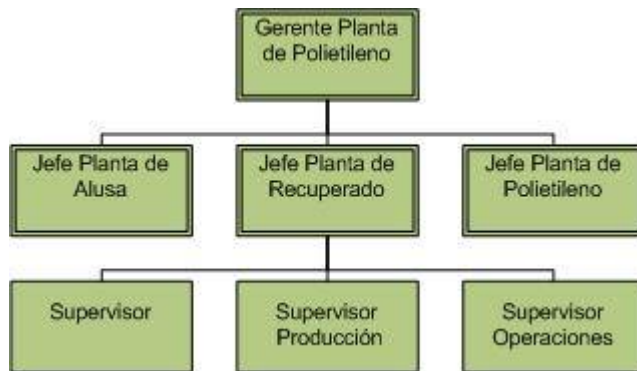 Gerente Planta
de Polietileno
Jefe Planta de
Alusa
Jefe Planta de
Recuperado
Jefe Planta de
Polietileno
Supervisor
Supervisor
Producción
Supervisor
Operaciones